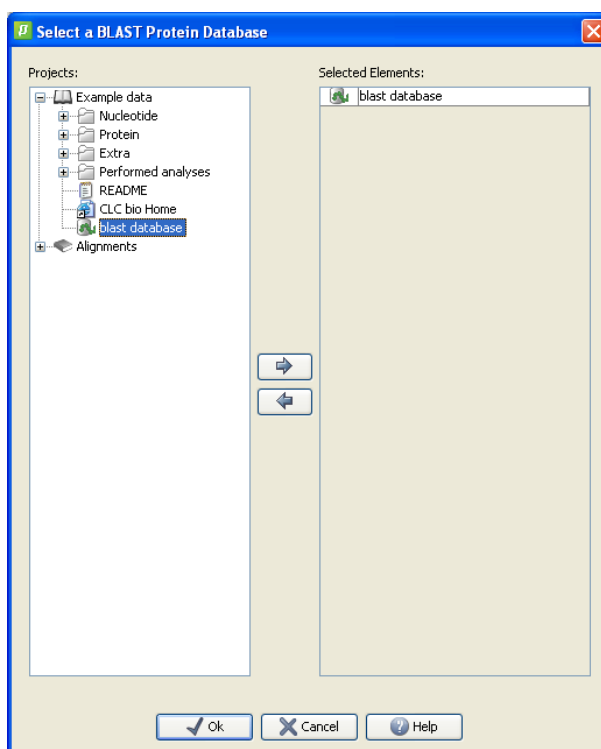 Select a BLAST Protein Database
Projects:
Example data
Nucleotide
Protein
Extra
Performed analyses
README
CLC bio Home
blast database
Alignments
Selected Elements:
blast database
Ok
Cancel
Help